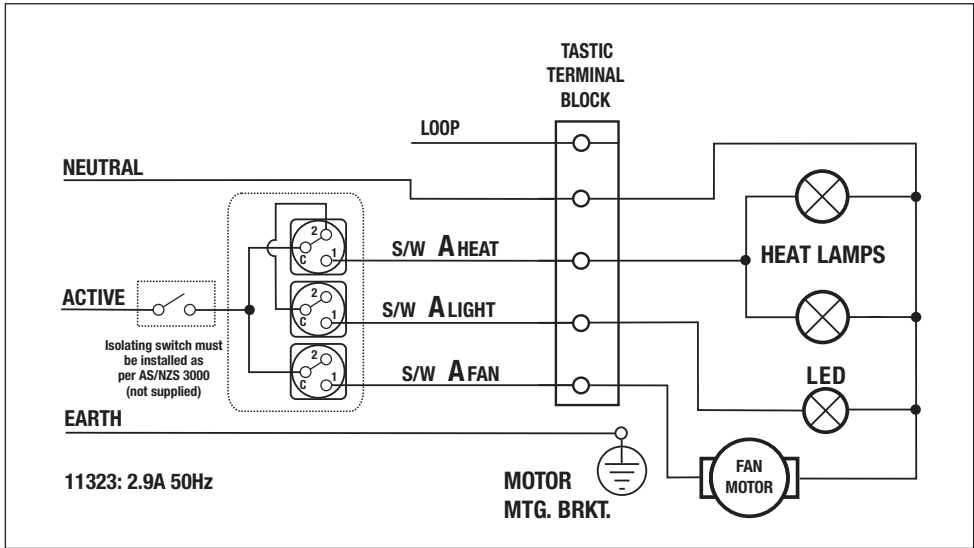 TASTIC
TERMINAL
BLOCK
LOOP
NEUTRAL
2
C
1
S/W A HEAT
HEAT LAMPS
ACTIVE
2
C
1
S/W A LIGHT
Isolating switch must
be installed as
per AS/NZS 3000
(not supplied)
2
C
1
S/W A FAN
LED
EARTH
11323: 2.9A 50Hz
MOTOR
MTG. BRKT.
FAN
MOTOR